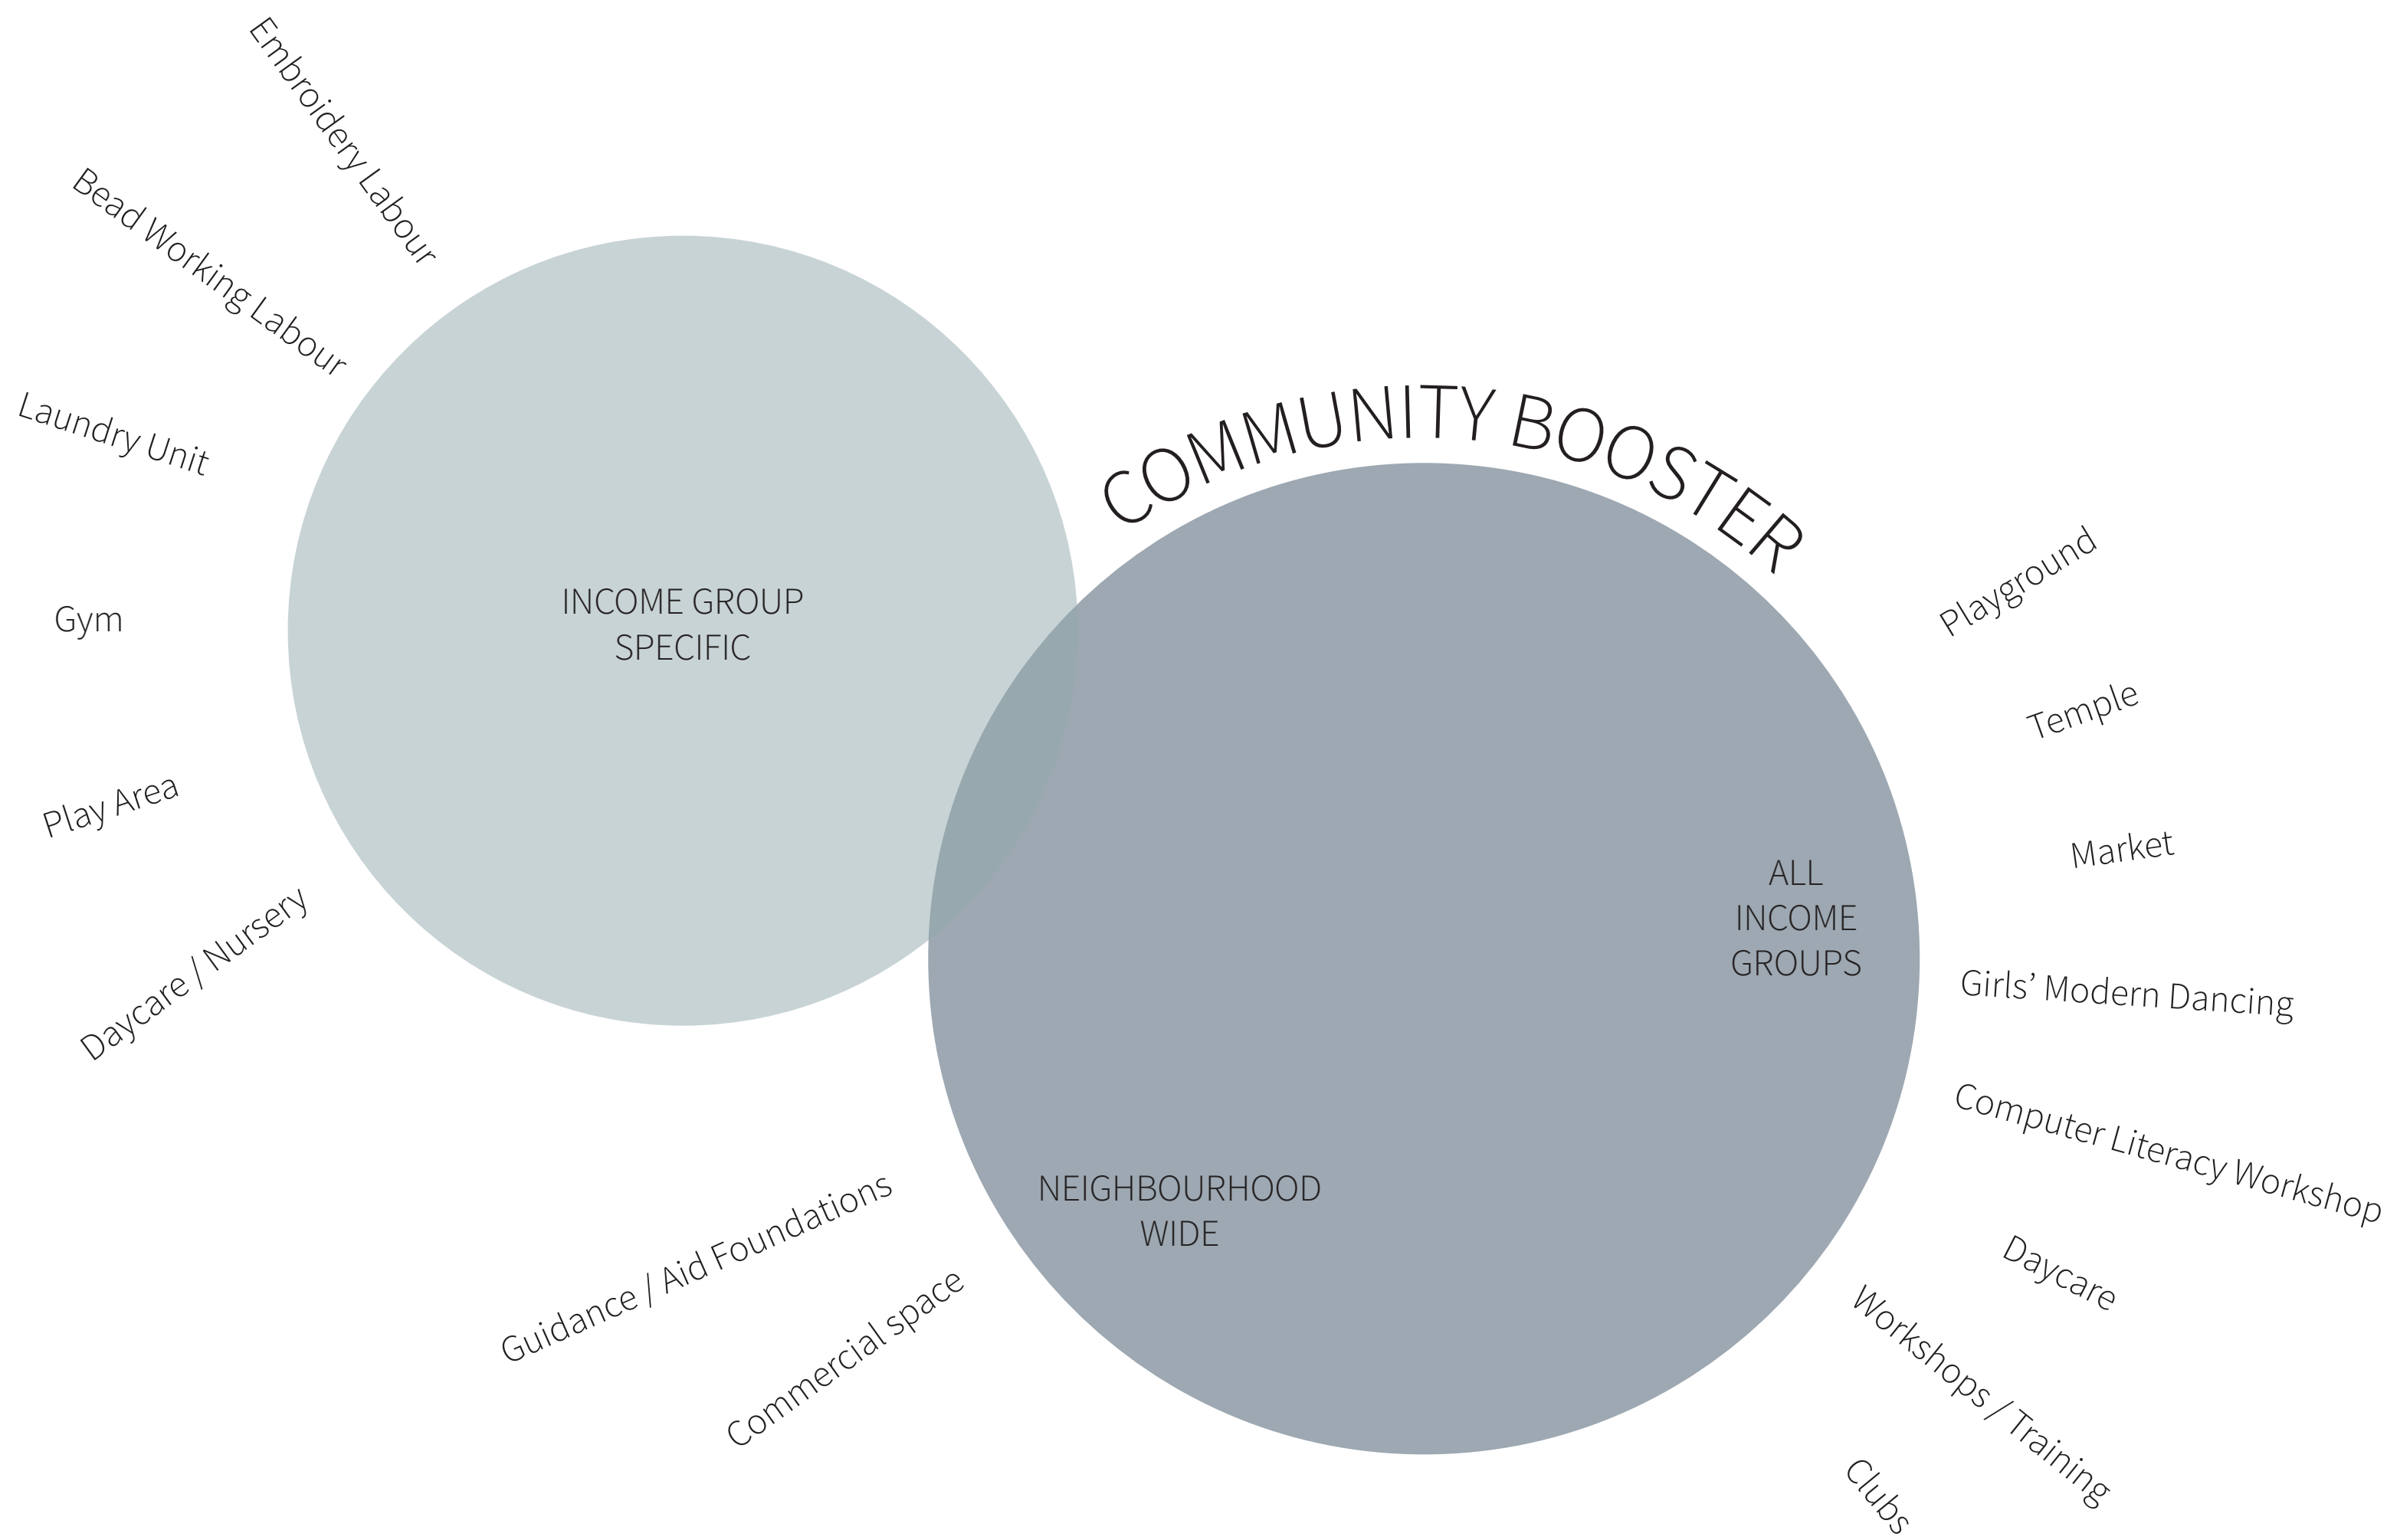 Embroidery Labour
Bead Working Labour
Laundry Unit
Gym
Play Area
Daycare / Nursery
INCOME GROUP
SPECIFIC
COMMUNITY BOOSTER
ALL
INCOME
GROUPS
NEIGHBOURHOOD
WIDE
Guidance / Aid Foundations
Commercial space
Playground
Temple
Market
Girls’ Modern Dancing
Computer Literacy Workshop
Daycare
Workshops / Training
Clubs